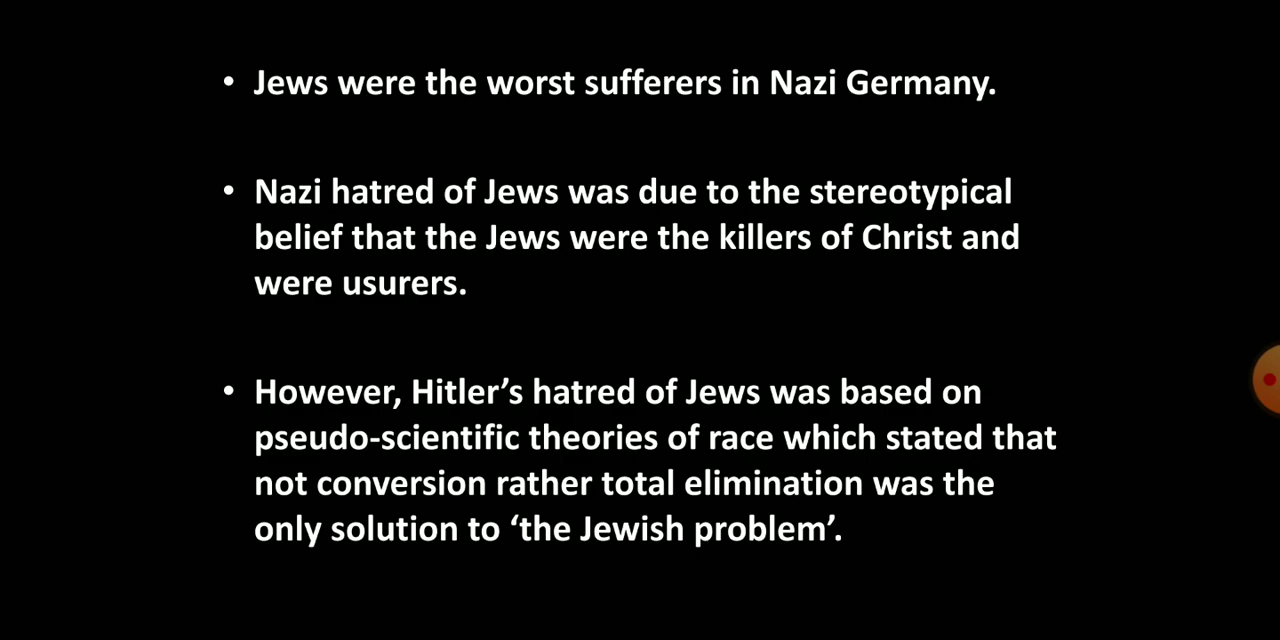 • Jews were the worst sufferers in Nazi Germany.
• Nazi hatred of Jews was due to the stereotypical
belief that the Jews were the killers of Christ and
were usurers.
• However, Hitler’s hatred of Jews was based on
pseudo-scientific theories of race which stated that
not conversion rather total elimination was the
only solution to ‘the Jewish problem’.